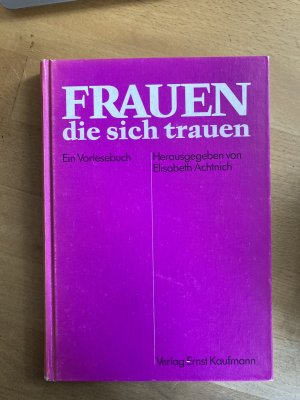 FRAUEN
die sich trauen
Ein Vorlesebuch
Herausgegeben von
Elisabeth Achtnich
Verlag Ernst Kaufmann